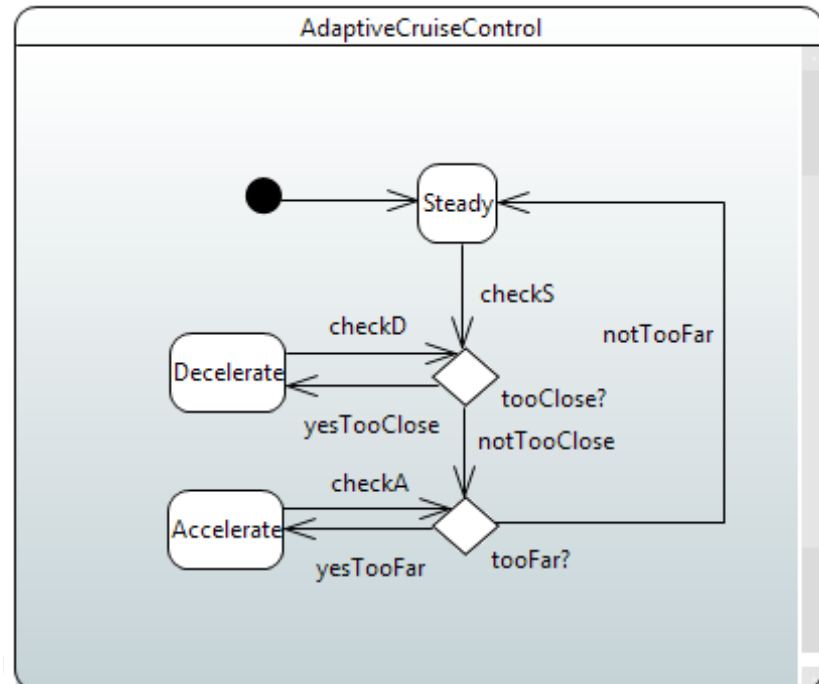 AdaptiveCruiseControl
Steady
checkS
checkD
notTooFar
Decelerate
tooClose?
yesTooClose
notTooClose
checkA
Accelerate
yesTooFar
tooFar?